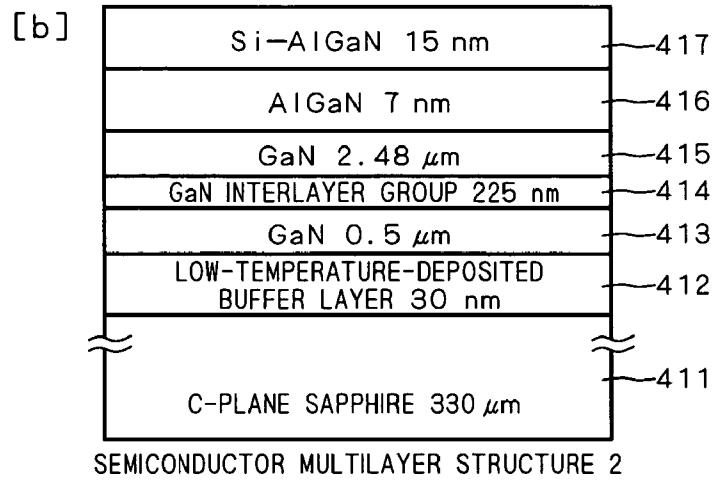 [b]
Si-AlGaN 15 nm 417
AlGaN 7 nm 416
GaN 2.48 μm 415
GaN INTERLAYER GROUP 225 nm 414
GaN 0.5 μm 413
LOW-TEMPERATURE-DEPOSITED
BUFFER LAYER 30 nm 412
411
C-PLANE SAPPHIRE 330 μm
SEMICONDUCTOR MULTILAYER STRUCTURE 2